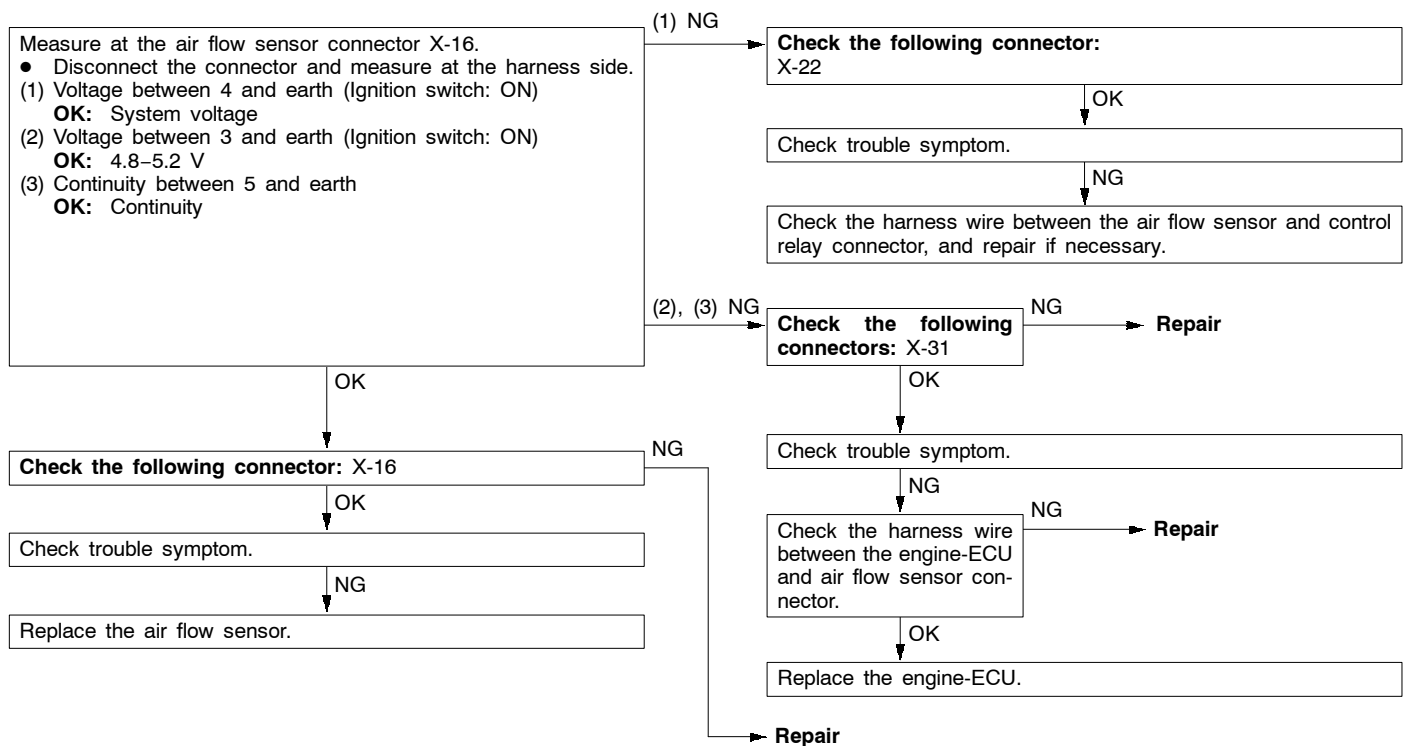 Measure at the air flow sensor connector X-16.
● Disconnect the connector and measure at the harness side.
(1) Voltage between 4 and earth (Ignition switch: ON)
OK: System voltage
(2) Voltage between 3 and earth (Ignition switch: ON)
OK: 4.8–5.2 V
(3) Continuity between 5 and earth
OK: Continuity
(1) NG
Check the following connector:
X-22
OK
Check trouble symptom.
NG
Check the harness wire between the air flow sensor and control
relay connector, and repair if necessary.
(2), (3) NG
Check the following
connectors: X-31
NG
Repair
OK
Check trouble symptom.
NG
Check the harness wire
between the engine-ECU
and air flow sensor con-
nector.
NG
Repair
OK
Replace the engine-ECU.
OK
Check the following connector: X-16
NG
Repair
OK
Check trouble symptom.
NG
Replace the air flow sensor.